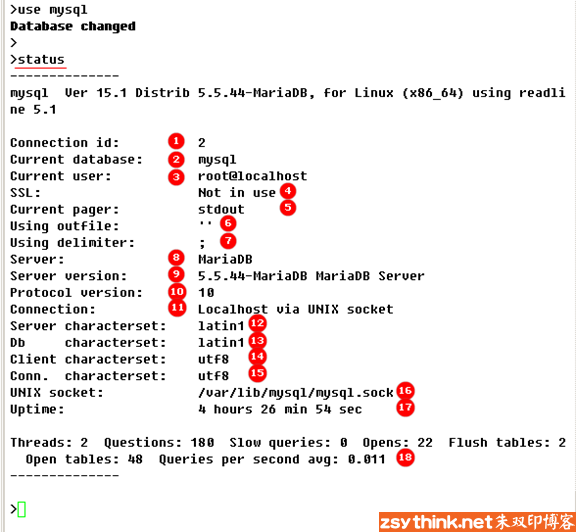 >use mysql
Database changed
>
>status
--------------
mysql  Ver 15.1 Distrib 5.5.44-MariaDB, for Linux (x86_64) using readli
ne 5.1
Connection id: 1 2
Current database: 2 mysql
Current user: 3 root@localhost
SSL: Not in use 4
Current pager: stdout 5
Using outfile: '' 6
Using delimiter: ; 7
Server: 8 MariaDB
Server version: 9 5.5.44-MariaDB MariaDB Server
Protocol version: 10 10
Connection: 11 Localhost via UNIX socket
Server characterset: latin1 12
Db     characterset: latin1 13
Client characterset: utf8 14
Conn.  characterset: utf8 15
UNIX socket: /var/lib/mysql/mysql.sock 16
Uptime: 4 hours 26 min 54 sec 17
Threads: 2  Questions: 180  Slow queries: 0  Opens: 22  Flush tables: 2
Open tables: 48  Queries per second avg: 0.011 18
--------------
>
zsythink.net朱双印博客